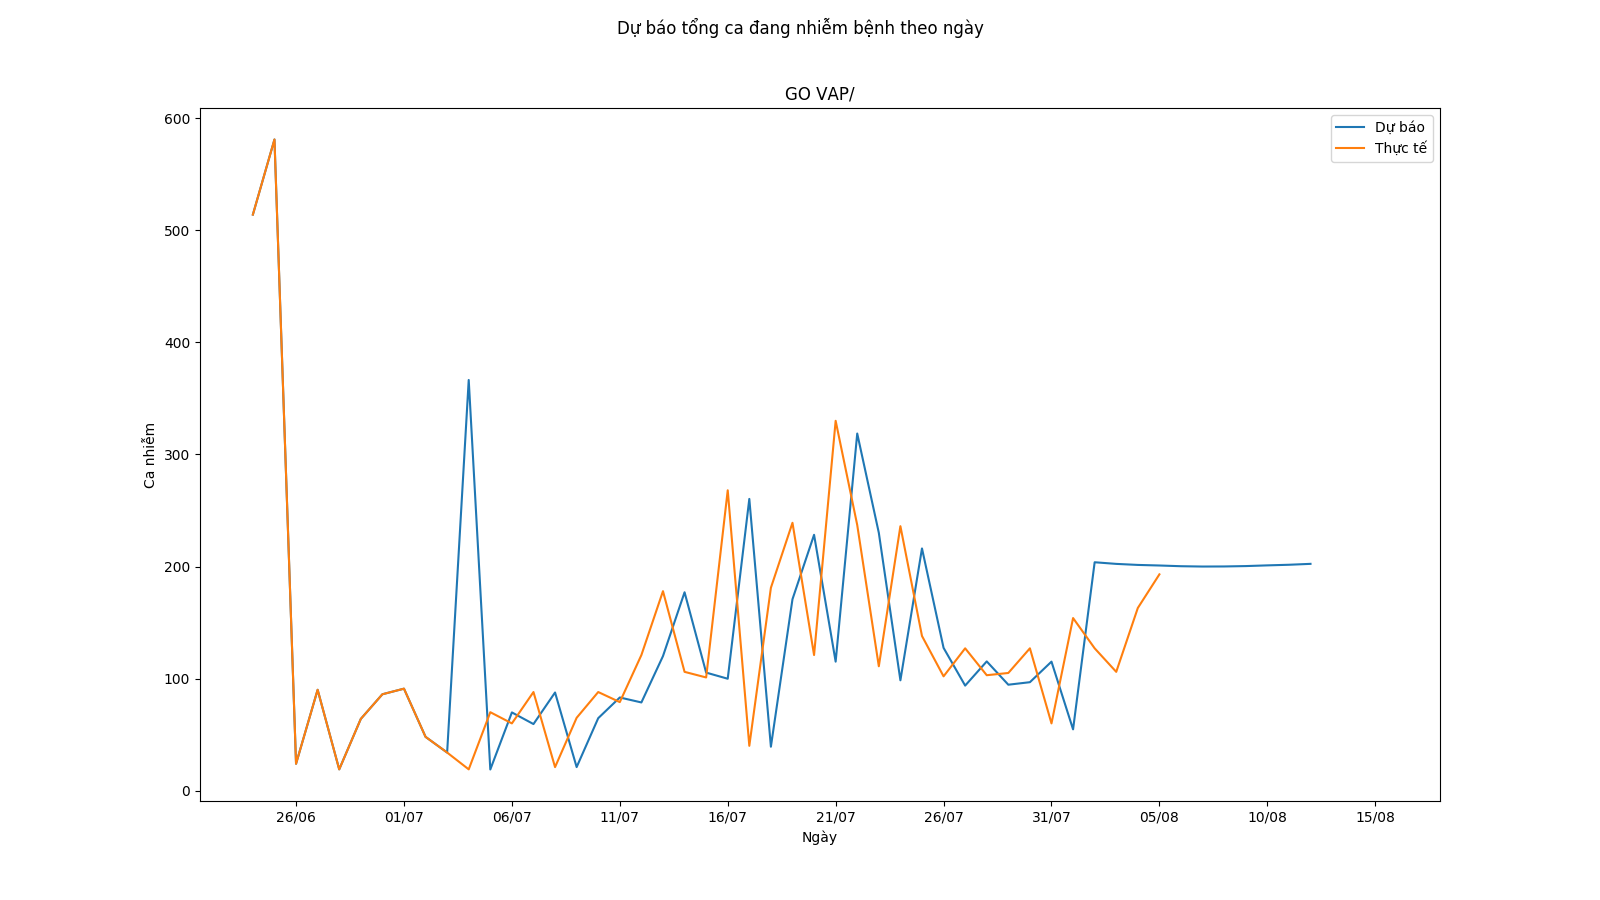 Dự báo tổng ca đang nhiễm bệnh theo ngày
GO VAP/
Dự báo
Thực tế
Ca nhiễm
600
500
400
300
200
100
0
26/06 01/07 06/07 11/07 16/07 21/07 26/07 31/07 05/08 10/08 15/08
Ngày